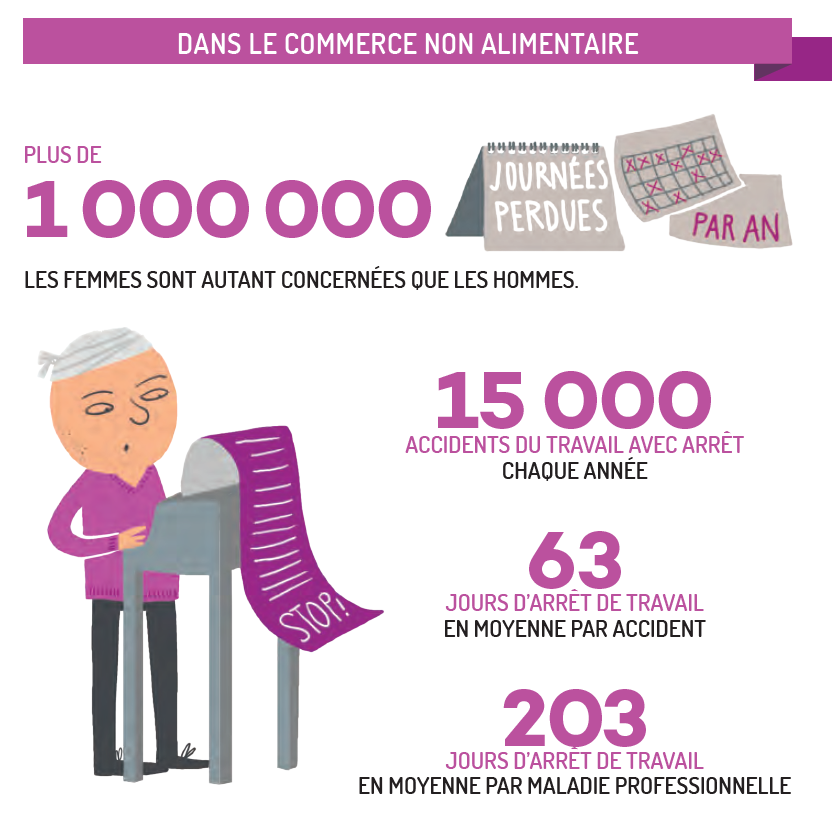 DANS LE COMMERCE NON ALIMENTAIRE
PLUS DE
1 000 000
JOURNÉES
PERDUES
PAR AN
LES FEMMES SONT AUTANT CONCERNÉES QUE LES HOMMES.
15 000
ACCIDENTS DU TRAVAIL AVEC ARRÊT
CHAQUE ANNÉE
63
JOURS D'ARRÊT DE TRAVAIL
EN MOYENNE PAR ACCIDENT
STOP!
203
JOURS D'ARRÊT DE TRAVAIL
EN MOYENNE PAR MALADIE PROFESSIONNELLE